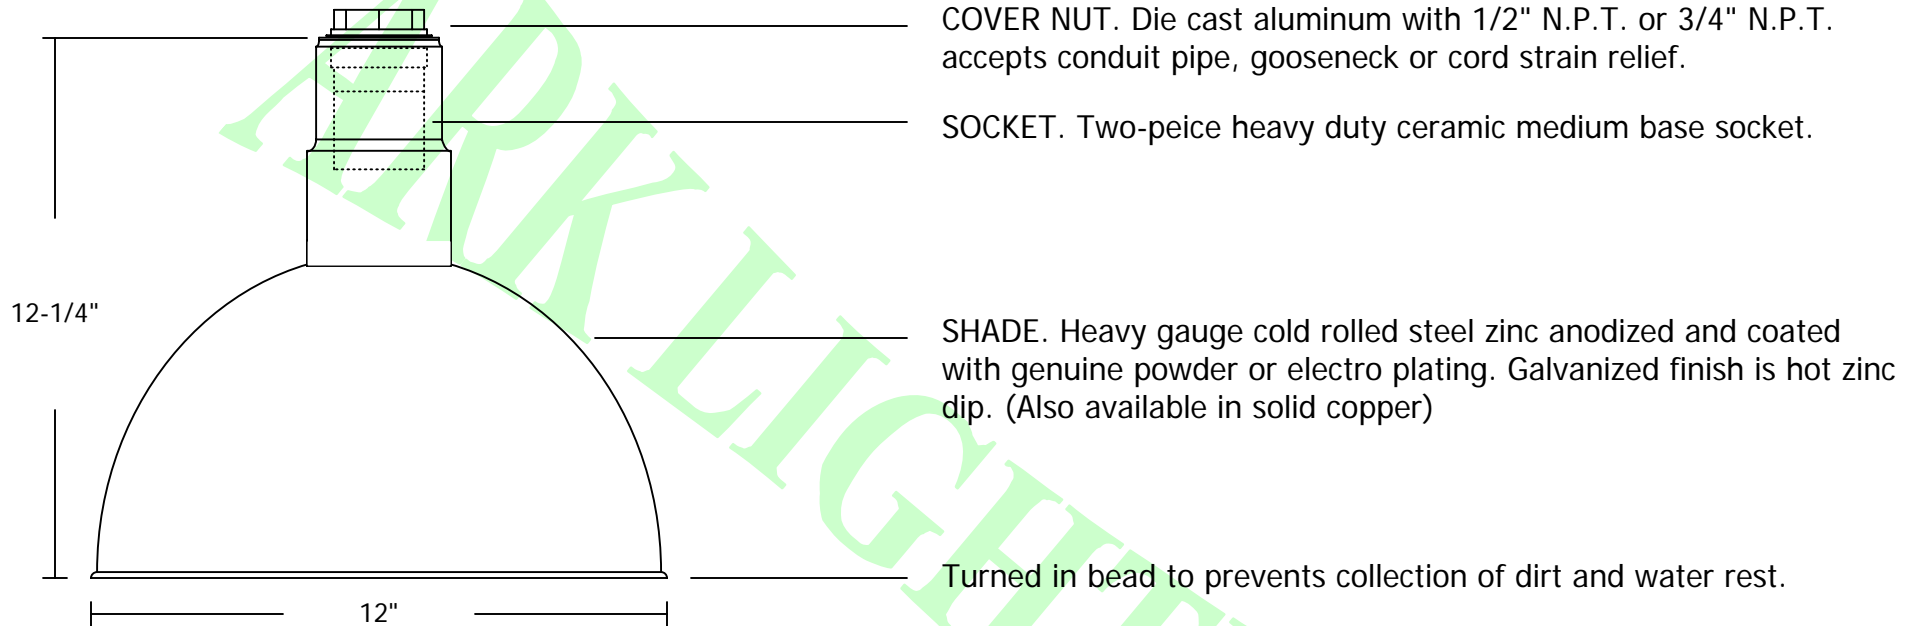 COVER NUT. Die cast aluminum with 1/2" N.P.T. or 3/4" N.P.T.
accepts conduit pipe, gooseneck or cord strain relief.
SOCKET. Two-peice heavy duty ceramic medium base socket.
12-1/4"
SHADE. Heavy gauge cold rolled steel zinc anodized and coated
with genuine powder or electro plating. Galvanized finish is hot zinc
dip. (Also available in solid copper)
Turned in bead to prevents collection of dirt and water rest.
12"
ARK LIGHT